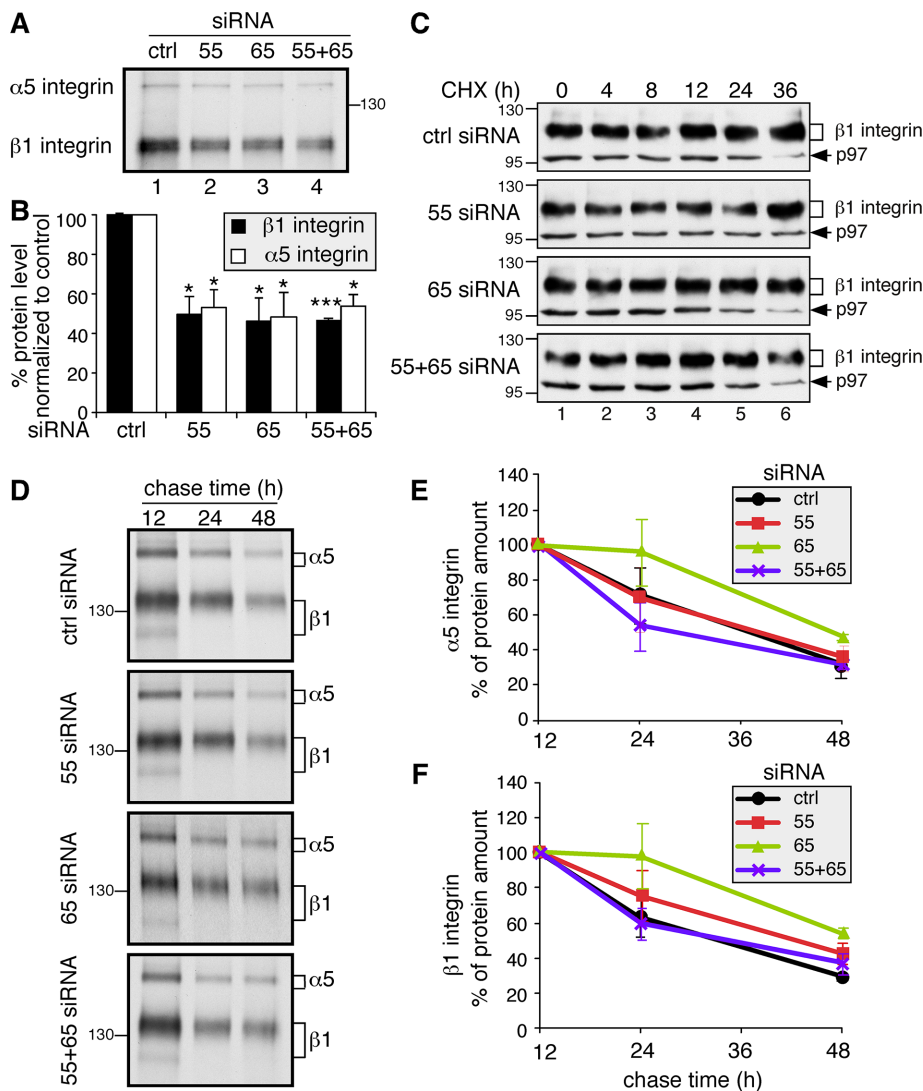 A
siRNA
ctrl 55 65 55+65
α5 integrin
130
β1 integrin
1 2 3 4
B
% protein level
normalized to control
100
80
60
40
20
0
β1 integrin
α5 integrin
* * * * *** *
siRNA ctrl 55 65 55+65
C
CHX (h) 0 4 8 12 24 36
130
ctrl siRNA
β1 integrin
95
p97
130
55 siRNA
β1 integrin
95
p97
130
65 siRNA
β1 integrin
95
p97
130
55+65 siRNA
β1 integrin
95
p97
1 2 3 4 5 6
D
chase time (h)
12 24 48
ctrl siRNA
α5
130
β1
55 siRNA
α5
130
β1
65 siRNA
α5
130
β1
55+65 siRNA
α5
130
β1
E
α5 integrin
% of protein amount
140
120
100
80
60
40
20
0
siRNA
ctrl
55
65
55+65
12 24 36 48
F
β1 integrin
% of protein amount
140
120
100
80
60
40
20
0
siRNA
ctrl
55
65
55+65
12 24 36 48
chase time (h)